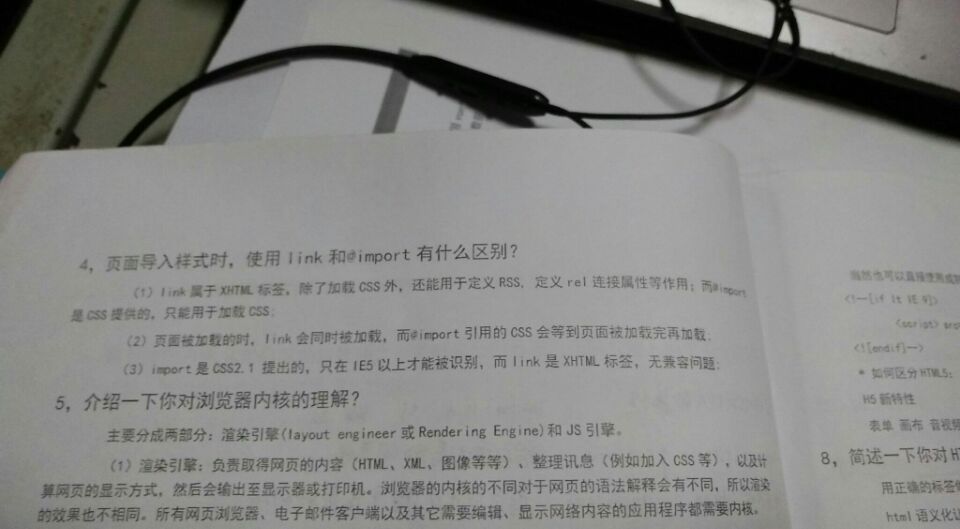 4, 页面导入样式时，使用 link 和@import 有什么区别？
（1）link 属于 XHTML 标签，除了加载 CSS 外，还能用于定义 RSS, 定义 rel 连接属性等作用；而@import
是 CSS 提供的，只能用于加载 CSS;
（2）页面被加载的时，link 会同时被加载，而@import 引用的 CSS 会等到页面被加载完再加载;
（3）import 是 CSS2.1 提出的，只在 IE5 以上才能被识别，而 link 是 XHTML 标签，无兼容问题;
5, 介绍一下你对浏览器内核的理解？
主要分成两部分：渲染引擎(layout engineer 或 Rendering Engine)和 JS 引擎。
（1）渲染引擎：负责取得网页的内容（HTML、XML、图像等等）、整理讯息（例如加入 CSS 等），以及计
算网页的显示方式，然后会输出至显示器或打印机。浏览器的内核的不同对于网页的语法解释会有不同，所以渲染
的效果也不相同。所有网页浏览器、电子邮件客户端以及其它需要编辑、显示网络内容的应用程序都需要内核。
当然也可以直接使用成
<!--[if lt IE 9]>
<script>
<![endif]-->
* 如何区分 HTML5:
H5 新特性
表单 画布 音视频
8, 简述一下你对
用正确的标签
html 语义化让